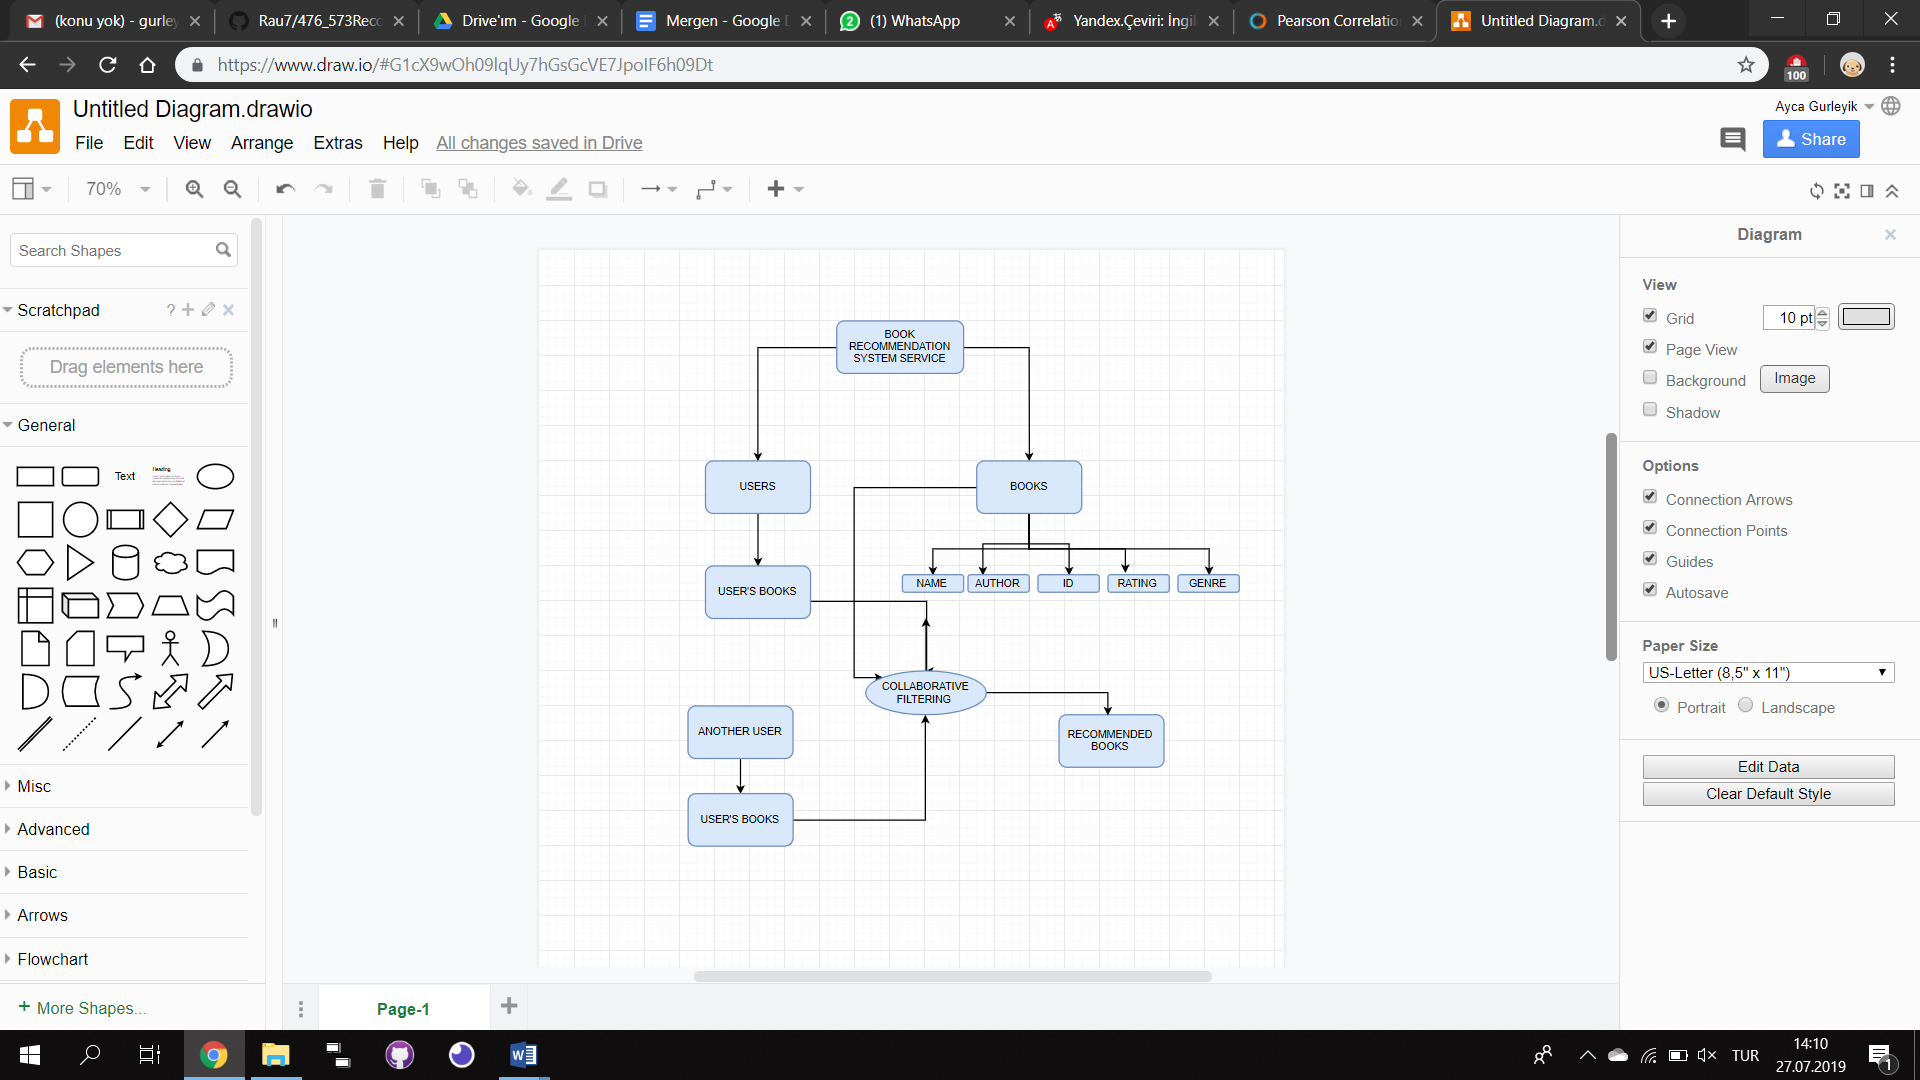 (konu yok) - gurley
Rau7/476_573Reco
Drive'ım - Google
Mergen - Google D
(1) WhatsApp
Yandex.Çeviri: İngil
Pearson Correlatio
Untitled Diagram.d
https://www.draw.io/#G1cX9wOh09lqUy7hGsGcVE7JpoIF6h09Dt
100
Untitled Diagram.drawio
Ayca Gurleyik
File Edit View Arrange Extras Help All changes saved in Drive
Share
70%
Search Shapes
Scratchpad
?
Drag elements here
General
Text
Heading
Misc
Advanced
Basic
Arrows
Flowchart
+ More Shapes...
BOOK
RECOMMENDATION
SYSTEM SERVICE
USERS
BOOKS
USER'S BOOKS
NAME
AUTHOR
ID
RATING
GENRE
COLLABORATIVE
FILTERING
ANOTHER USER
RECOMMENDED
BOOKS
USER'S BOOKS
Page-1
Diagram
View
Grid
10 pt
Page View
Background
Image
Shadow
Options
Connection Arrows
Connection Points
Guides
Autosave
Paper Size
US-Letter (8,5" x 11")
Portrait
Landscape
Edit Data
Clear Default Style
TUR
14:10
27.07.2019
1